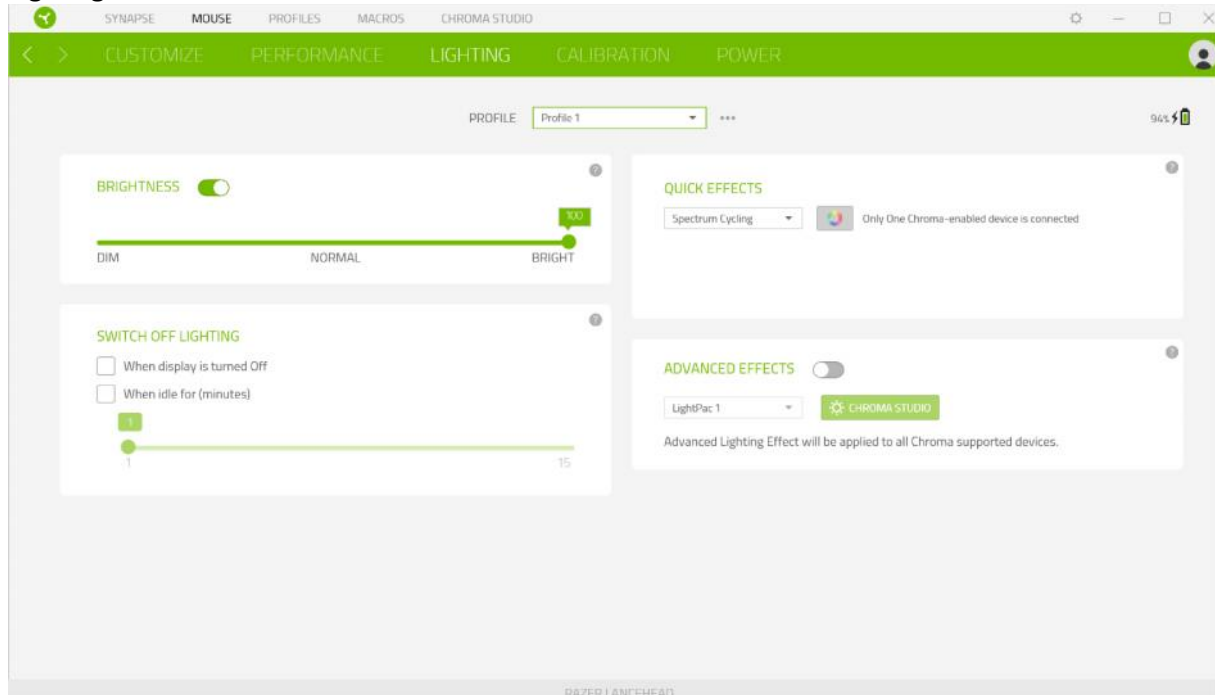 SYNAPSE MOUSE PROFILES MACROS CHROMA STUDIO
CUSTOMIZE PERFORMANCE LIGHTING CALIBRATION POWER
PROFILE Profile 1
94%
BRIGHTNESS
100
DIM NORMAL BRIGHT
SWITCH OFF LIGHTING
When display is turned Off
When idle for (minutes)
1
1 15
QUICK EFFECTS
Spectrum Cycling Only One Chroma-enabled device is connected
ADVANCED EFFECTS
LightPac 1 CHROMA STUDIO
Advanced Lighting Effect will be applied to all Chroma supported devices.
RAZER LANCEHEAD